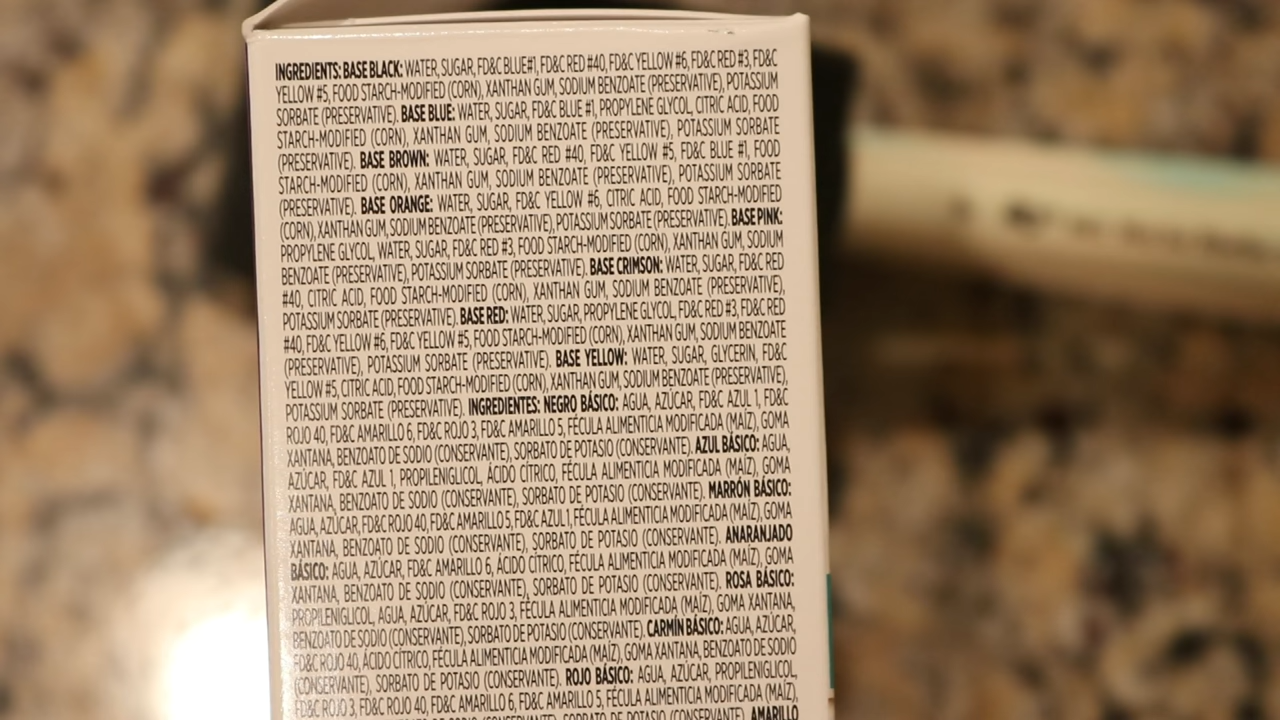 INGREDIENTS: BASE BLACK: WATER, SUGAR, FD&C BLUE#1, FD&C RED #40, FD&C YELLOW #6, FD&C RED #3, FD&C
YELLOW #5, FOOD STARCH-MODIFIED (CORN), XANTHAN GUM, SODIUM BENZOATE (PRESERVATIVE), POTASSIUM
SORBATE (PRESERVATIVE). BASE BLUE: WATER, SUGAR, FD&C BLUE #1, PROPYLENE GLYCOL, CITRIC ACID, FOOD
STARCH-MODIFIED (CORN), XANTHAN GUM, SODIUM BENZOATE (PRESERVATIVE), POTASSIUM SORBATE
(PRESERVATIVE). BASE BROWN: WATER, SUGAR, FD&C RED #40, FD&C YELLOW #5, FD&C BLUE #1, FOOD
STARCH-MODIFIED (CORN), XANTHAN GUM, SODIUM BENZOATE (PRESERVATIVE), POTASSIUM SORBATE
(PRESERVATIVE). BASE ORANGE: WATER, SUGAR, FD&C YELLOW #6, CITRIC ACID, FOOD STARCH-MODIFIED
(CORN), XANTHAN GUM, SODIUM BENZOATE (PRESERVATIVE), POTASSIUM SORBATE (PRESERVATIVE). BASE PINK:
PROPYLENE GLYCOL, WATER, SUGAR, FD&C RED #3, FOOD STARCH-MODIFIED (CORN), XANTHAN GUM, SODIUM
BENZOATE (PRESERVATIVE), POTASSIUM SORBATE (PRESERVATIVE). BASE CRIMSON: WATER, SUGAR, FD&C RED
#40, CITRIC ACID, FOOD STARCH-MODIFIED (CORN), XANTHAN GUM, SODIUM BENZOATE (PRESERVATIVE),
POTASSIUM SORBATE (PRESERVATIVE). BASE RED: WATER, SUGAR, PROPYLENE GLYCOL, FD&C RED #3, FD&C RED
#40, FD&C YELLOW #6, FD&C YELLOW #5, FOOD STARCH-MODIFIED (CORN), XANTHAN GUM, SODIUM BENZOATE
(PRESERVATIVE), POTASSIUM SORBATE (PRESERVATIVE). BASE YELLOW: WATER, SUGAR, GLYCERIN, FD&C
YELLOW #5, CITRIC ACID, FOOD STARCH-MODIFIED (CORN), XANTHAN GUM, SODIUM BENZOATE (PRESERVATIVE),
POTASSIUM SORBATE (PRESERVATIVE). INGREDIENTES: NEGRO BÁSICO: AGUA, AZÚCAR, FD&C AZUL 1, FD&C
ROJO 40, FD&C AMARILLO 6, FD&C ROJO 3, FD&C AMARILLO 5, FÉCULA ALIMENTICIA MODIFICADA (MAÍZ), GOMA
XANTANA, BENZOATO DE SODIO (CONSERVANTE), SORBATO DE POTASIO (CONSERVANTE). AZUL BÁSICO: AGUA,
AZÚCAR, FD&C AZUL 1, PROPILENIGLICOL, ÁCIDO CÍTRICO, FÉCULA ALIMENTICIA MODIFICADA (MAÍZ), GOMA
XANTANA, BENZOATO DE SODIO (CONSERVANTE), SORBATO DE POTASIO (CONSERVANTE). MARRÓN BÁSICO:
AGUA, AZÚCAR, FD&C ROJO 40, FD&C AMARILLO 5, FD&C AZUL 1, FÉCULA ALIMENTICIA MODIFICADA (MAÍZ), GOMA
XANTANA, BENZOATO DE SODIO (CONSERVANTE), SORBATO DE POTASIO (CONSERVANTE). ANARANJADO
BÁSICO: AGUA, AZÚCAR, FD&C AMARILLO 6, ÁCIDO CÍTRICO, FÉCULA ALIMENTICIA MODIFICADA (MAÍZ), GOMA
XANTANA, BENZOATO DE SODIO (CONSERVANTE), SORBATO DE POTASIO (CONSERVANTE). ROSA BÁSICO:
PROPILENIGLICOL, AGUA, AZÚCAR, FD&C ROJO 3, FÉCULA ALIMENTICIA MODIFICADA (MAÍZ), GOMA XANTANA,
BENZOATO DE SODIO (CONSERVANTE), SORBATO DE POTASIO (CONSERVANTE). CARMÍN BÁSICO: AGUA, AZÚCAR,
FD&C ROJO 40, ÁCIDO CÍTRICO, FÉCULA ALIMENTICIA MODIFICADA (MAÍZ), GOMA XANTANA, BENZOATO DE SODIO
(CONSERVANTE), SORBATO DE POTASIO (CONSERVANTE). ROJO BÁSICO: AGUA, AZÚCAR, PROPILENIGLICOL,
FD&C ROJO 3, FD&C ROJO 40, FD&C AMARILLO 6, FD&C AMARILLO 5, FÉCULA ALIMENTICIA MODIFICADA (MAÍZ),
SODIO (CONSERVANTE), SORBATO DE POTASIO (CONSERVANTE). AMARILLO